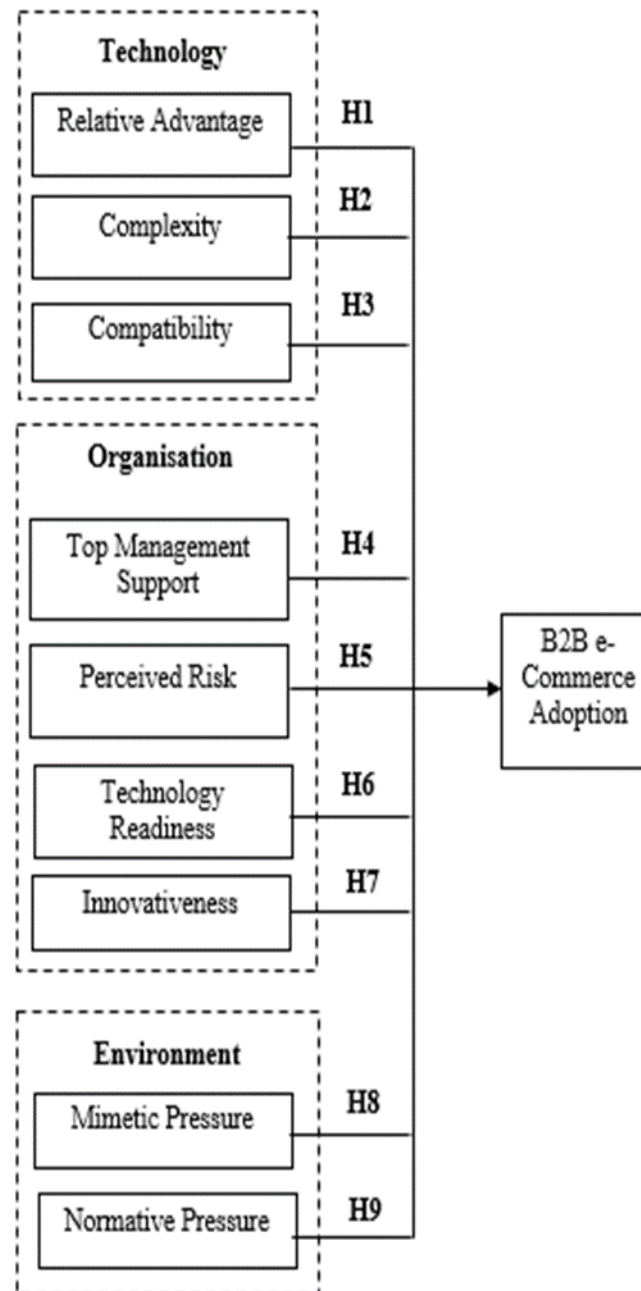 Technology
Relative Advantage
H1
Complexity
H2
Compatibility
H3
Organisation
Top Management
Support
H4
Perceived Risk
H5
B2B e-
Commerce
Adoption
Technology
Readiness
H6
Innovativeness
H7
Environment
Mimetic Pressure
H8
Normative Pressure
H9